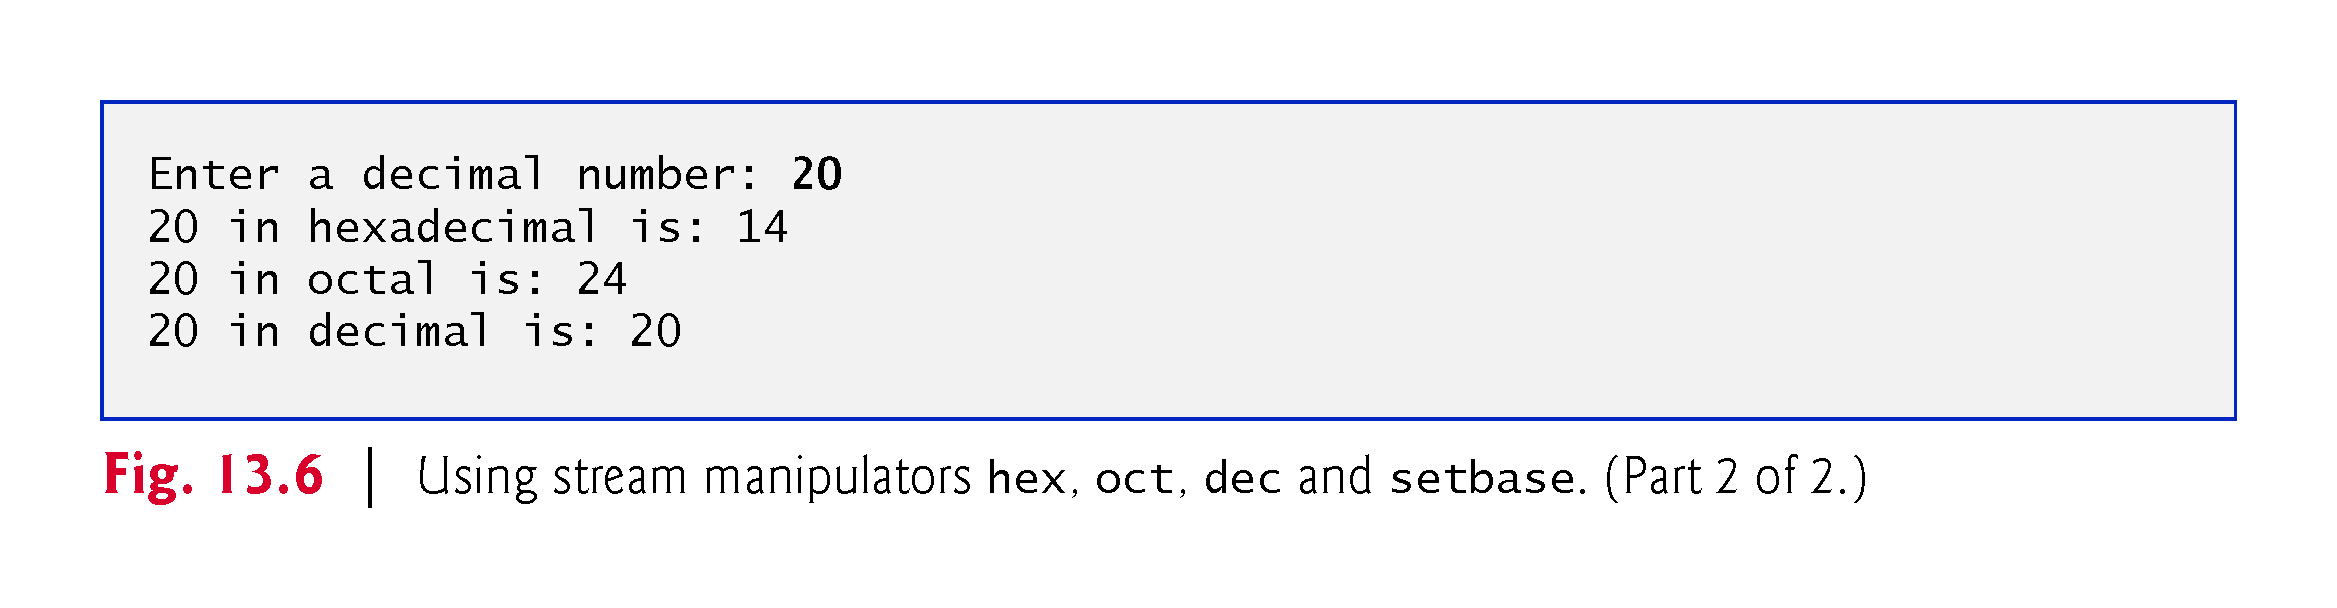 Enter a decimal number: 20
20 in hexadecimal is: 14
20 in octal is: 24
20 in decimal is: 20
Fig. 13.6 | Using stream manipulators hex, oct, dec and setbase. (Part 2 of 2.)